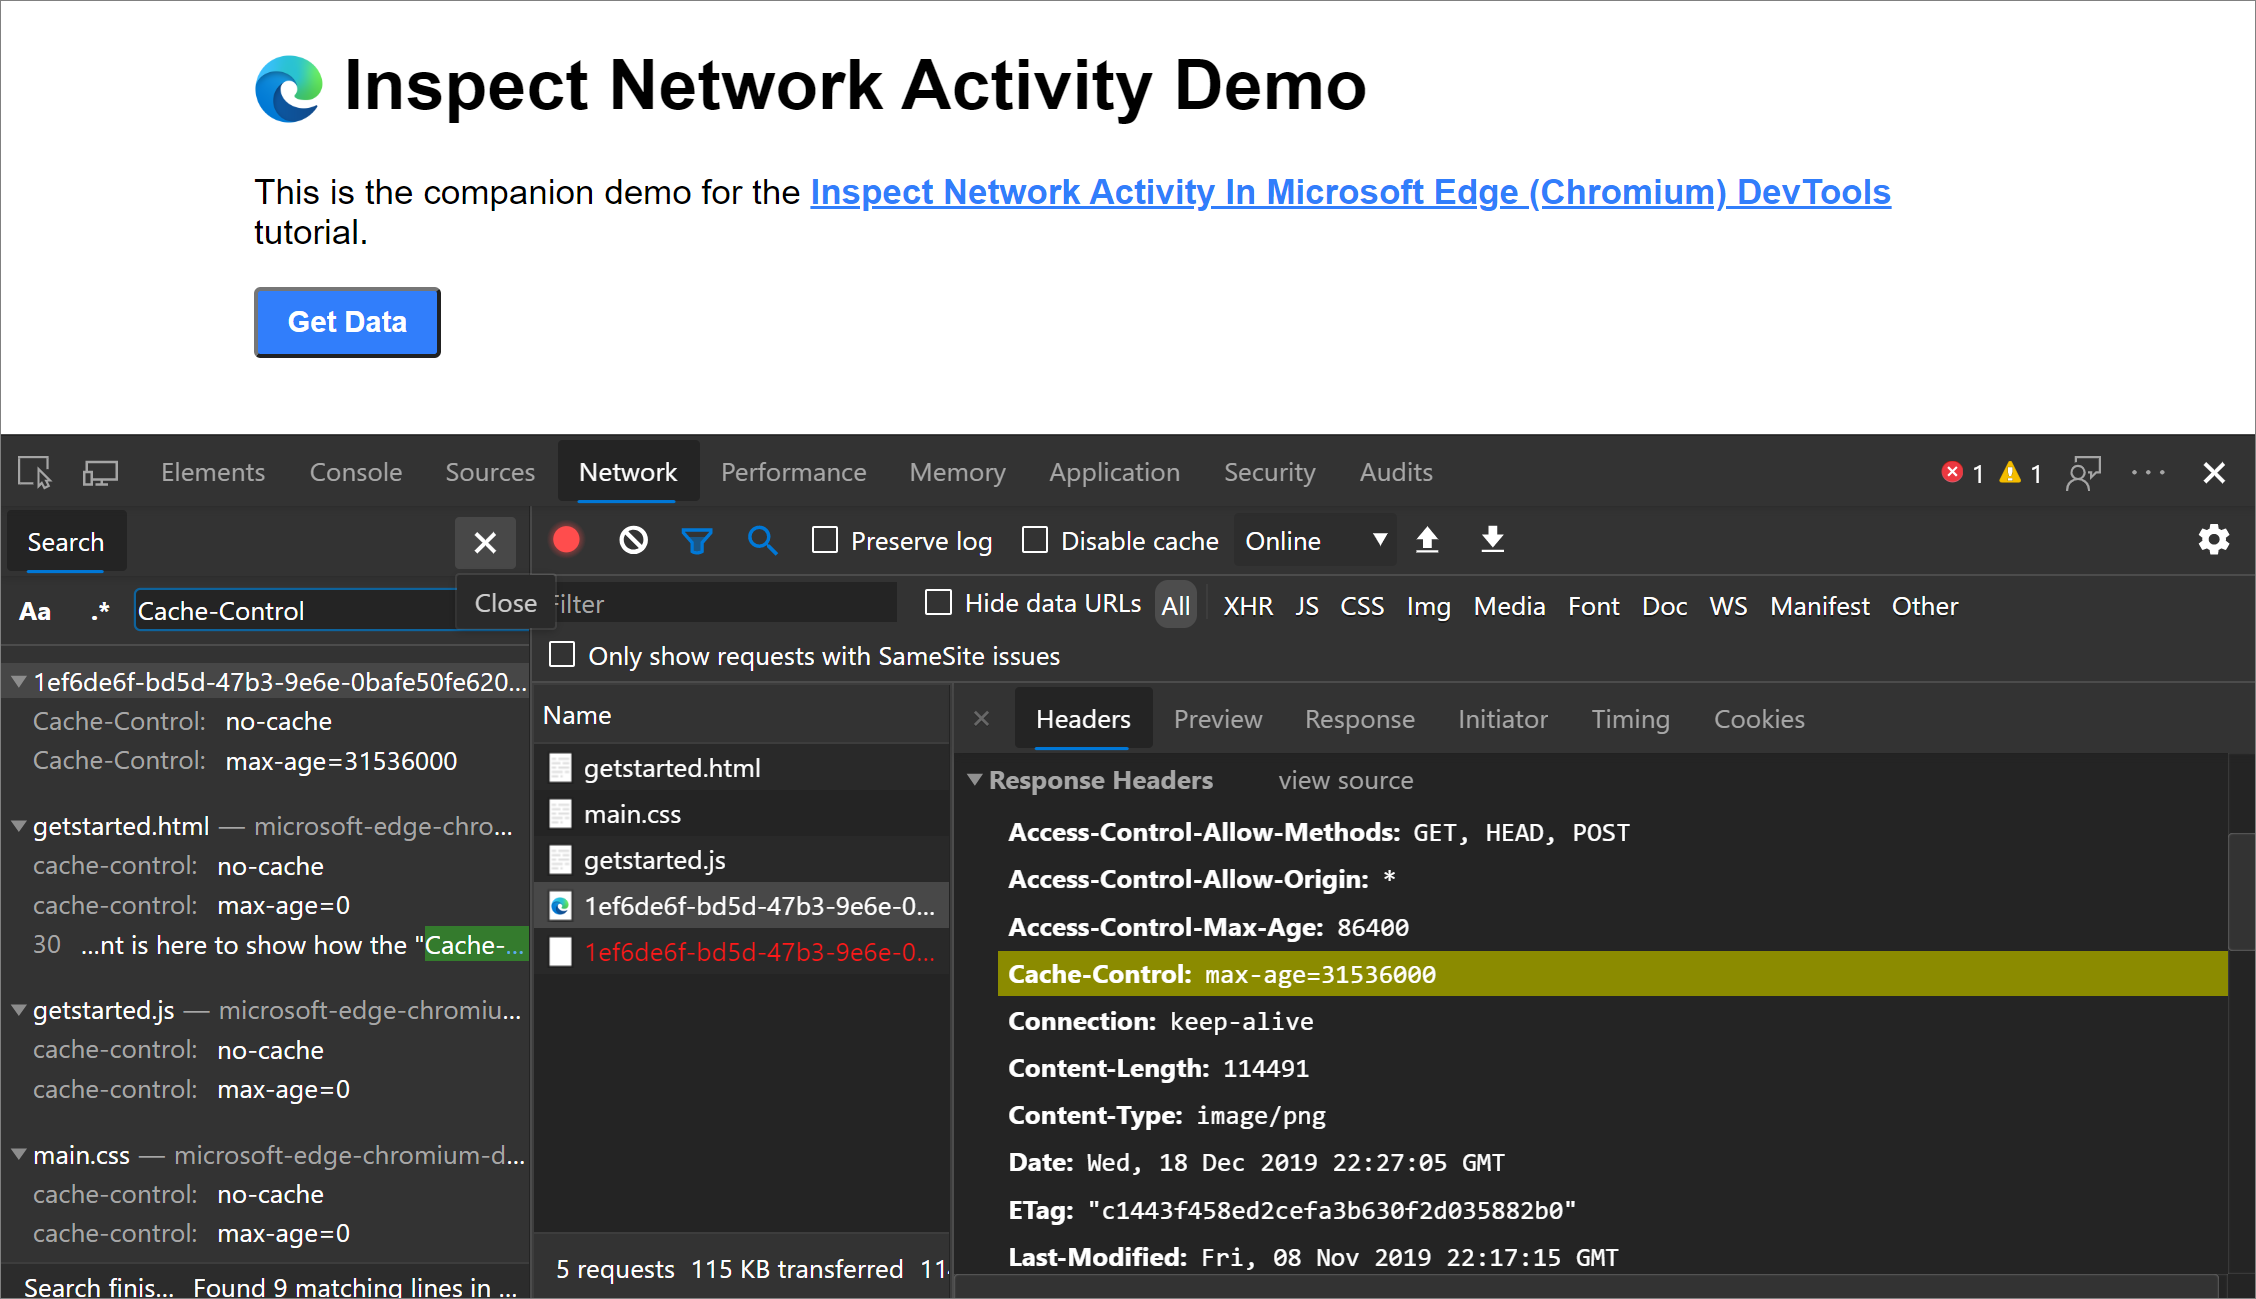 Inspect Network Activity Demo
This is the companion demo for the Inspect Network Activity In Microsoft Edge (Chromium) DevTools
tutorial.
Get Data
Elements Console Sources Network Performance Memory Application Security Audits 1 1
Search
Preserve log Disable cache Online
Aa .* Cache-Control
Close
ilter
Hide data URLs All XHR JS CSS Img Media Font Doc WS Manifest Other
Only show requests with SameSite issues
1ef6de6f-bd5d-47b3-9e6e-0bafe50fe620...
Cache-Control: no-cache
Cache-Control: max-age=31536000
getstarted.html — microsoft-edge-chro...
cache-control: no-cache
cache-control: max-age=0
30 ...nt is here to show how the "Cache-...
getstarted.js — microsoft-edge-chromiu...
cache-control: no-cache
cache-control: max-age=0
main.css — microsoft-edge-chromium-d...
cache-control: no-cache
cache-control: max-age=0
Search finis... Found 9 matching lines in ...
Name
getstarted.html
main.css
getstarted.js
1ef6de6f-bd5d-47b3-9e6e-0...
1ef6de6f-bd5d-47b3-9e6e-0...
5 requests 115 KB transferred 11
Headers Preview Response Initiator Timing Cookies
Response Headers view source
Access-Control-Allow-Methods: GET, HEAD, POST
Access-Control-Allow-Origin: *
Access-Control-Max-Age: 86400
Cache-Control: max-age=31536000
Connection: keep-alive
Content-Length: 114491
Content-Type: image/png
Date: Wed, 18 Dec 2019 22:27:05 GMT
ETag: "c1443f458ed2cefa3b630f2d035882b0"
Last-Modified: Fri, 08 Nov 2019 22:17:15 GMT